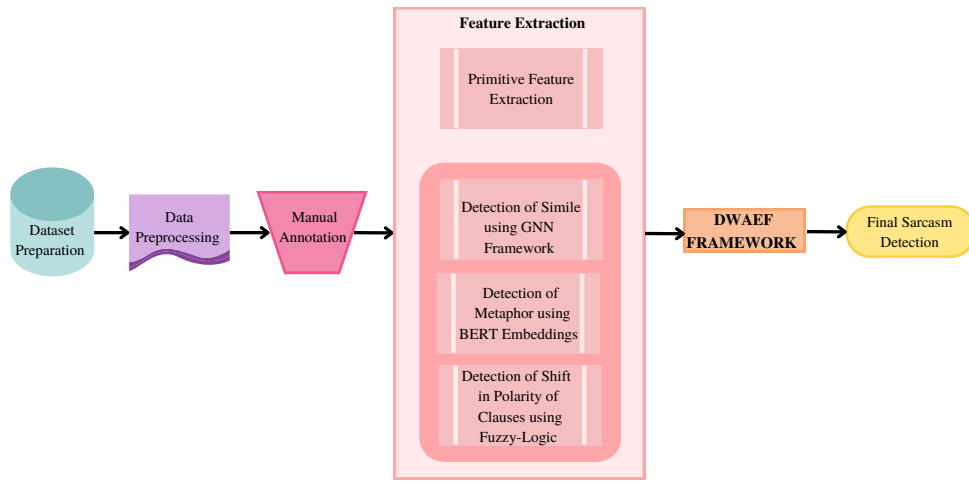 Feature Extraction
Primitive Feature
Extraction
Dataset
Preparation
Data
Preprocessing
Manual
Annotation
Detection of Simile
using GNN
Framework
Detection of
Metaphor using
BERT Embeddings
Detection of Shift
in Polarity of
Clauses using
Fuzzy-Logic
DWAEF
FRAMEWORK
Final Sarcasm
Detection